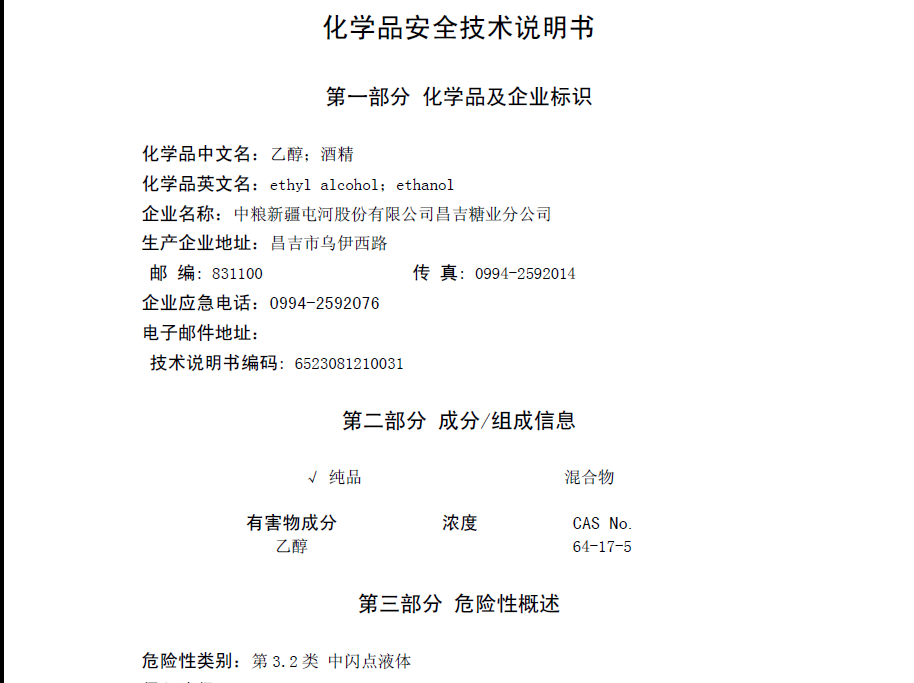 化学品安全技术说明书
第一部分 化学品及企业标识
化学品中文名：乙醇；酒精
化学品英文名：ethyl alcohol；ethanol
企业名称：中粮新疆屯河股份有限公司昌吉糖业分公司
生产企业地址：昌吉市乌伊西路
邮 编：831100 传 真：0994-2592014
企业应急电话：0994-2592076
电子邮件地址：
技术说明书编码：6523081210031
第二部分 成分/组成信息
√ 纯品 混合物
有害物成分 浓度 CAS No.
乙醇 64-17-5
第三部分 危险性概述
危险性类别：第 3.2 类 中闪点液体